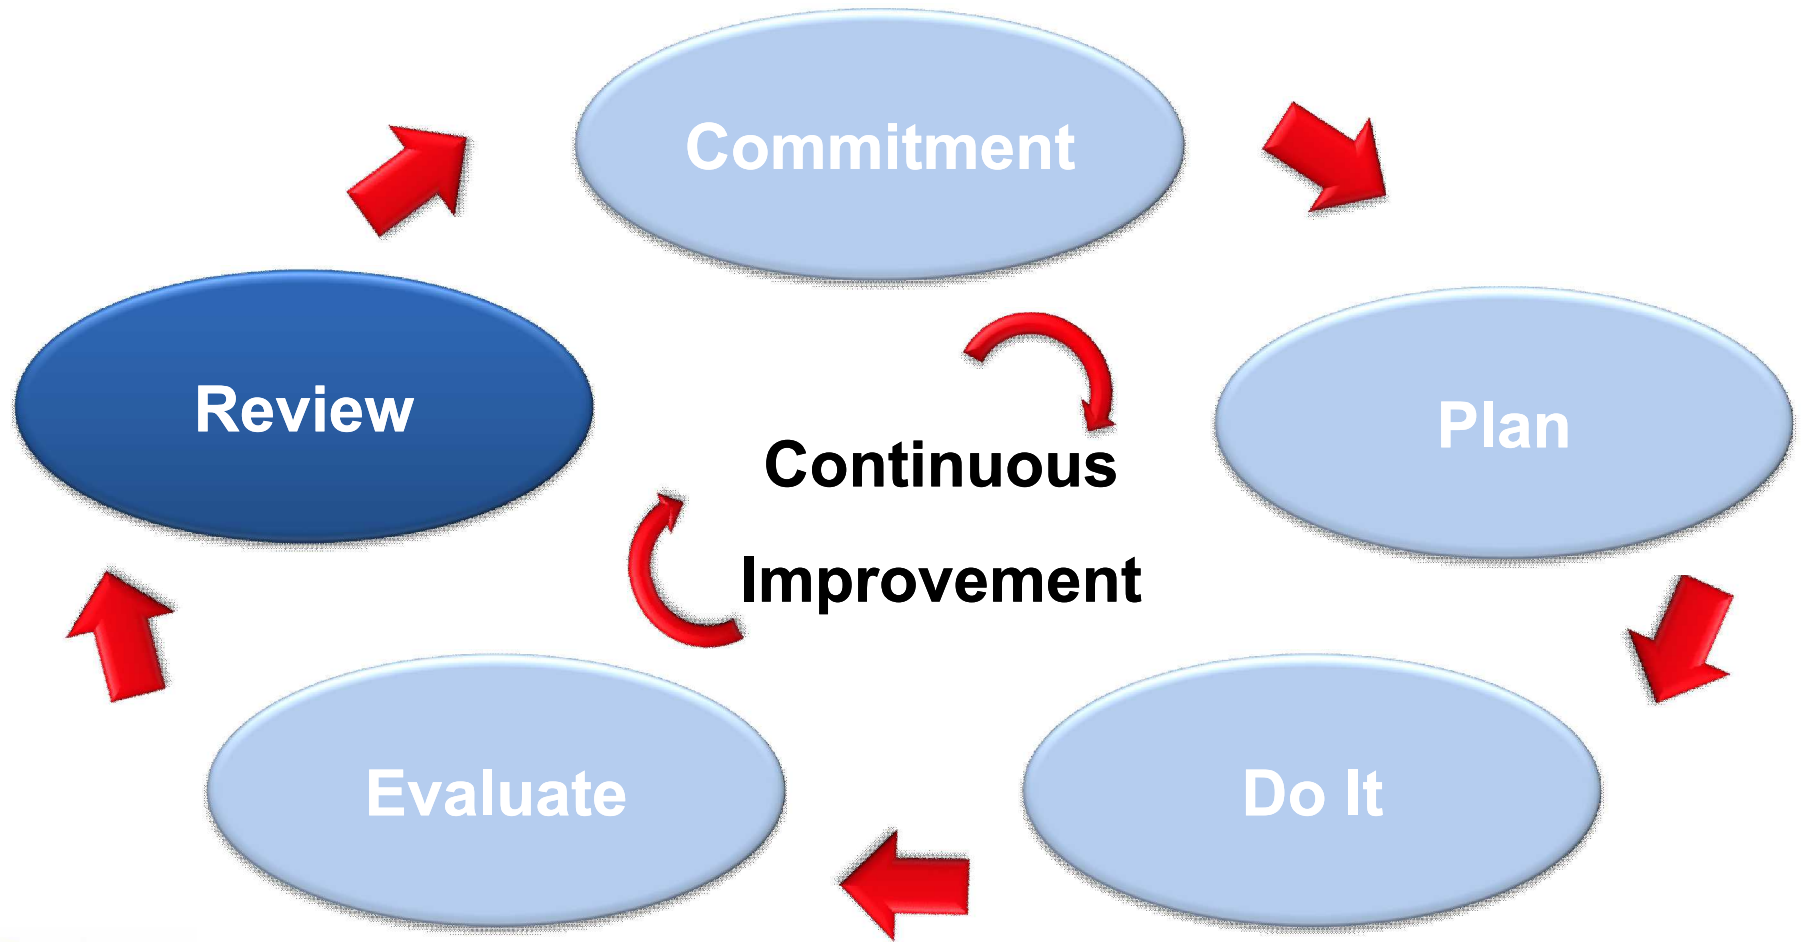 Commitment
Review
Plan
Continuous
Improvement
Evaluate
Do It